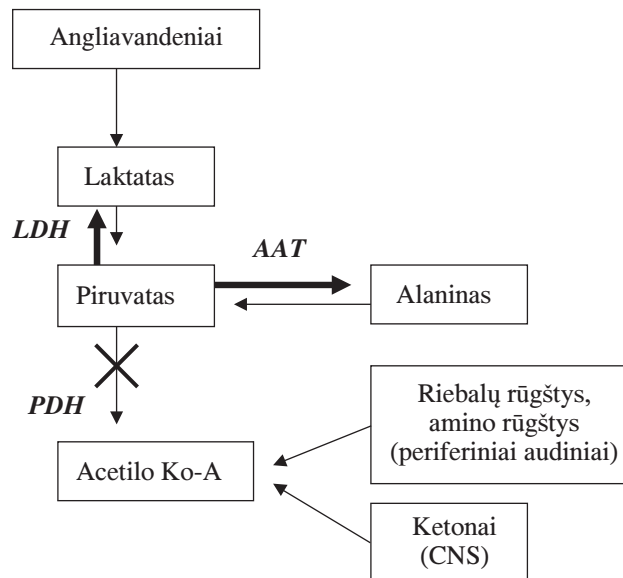 Angliavandeniai
Laktatas
LDH
AAT
Piruvatas
Alaninas
PDH
Riebalų rūgštys,
amino rūgštys
(periferiniai audiniai)
Acetilo Ko-A
Ketonai
(CNS)